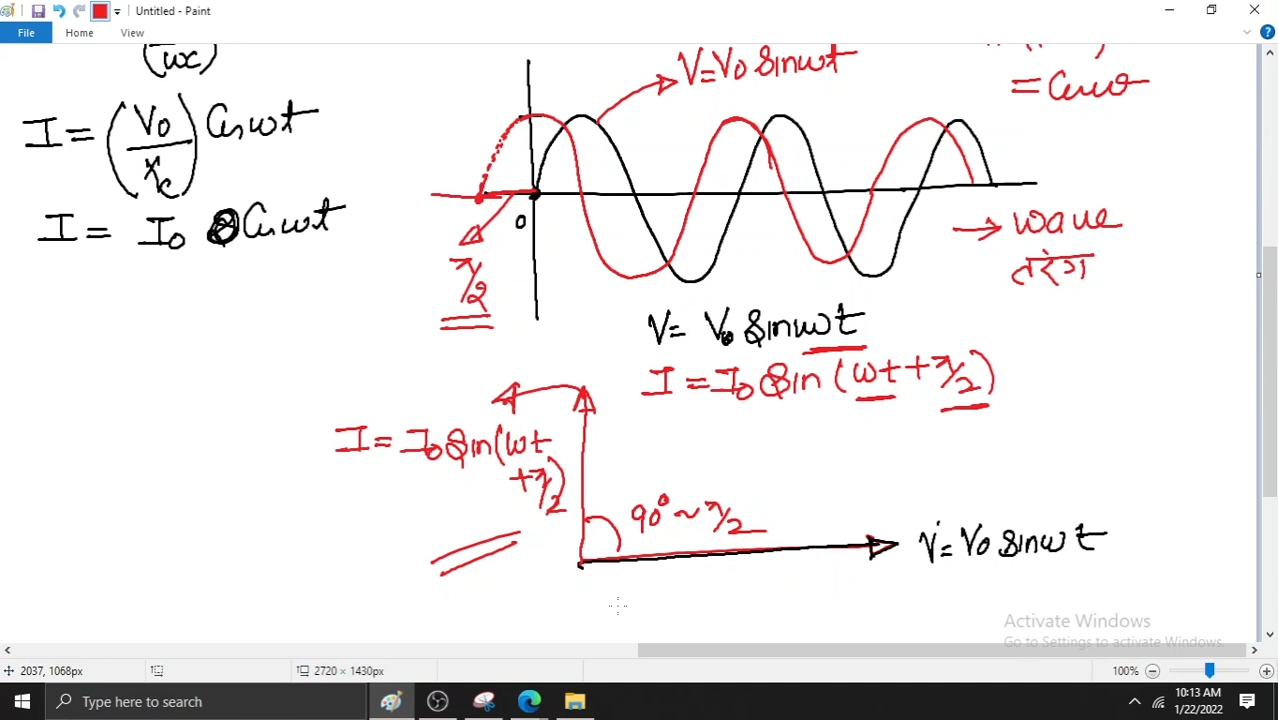 Untitled - Paint
File Home View
(ωc)
I = (V0/Xc) Cosωt
I = I0 Cosωt
V=V0 Sinωt
= Cosθ
0
π/2
→ wave
तरंग
V= V0 Sinωt
I = I0 Sin (ωt+π/2)
I = I0 Sin(ωt
+π/2)
90° ~ π/2
V= V0 Sinωt
Activate Windows
Go to Settings to activate Windows.
2037, 1068px
2720 × 1430px
100%
Type here to search
10:13 AM
1/22/2022